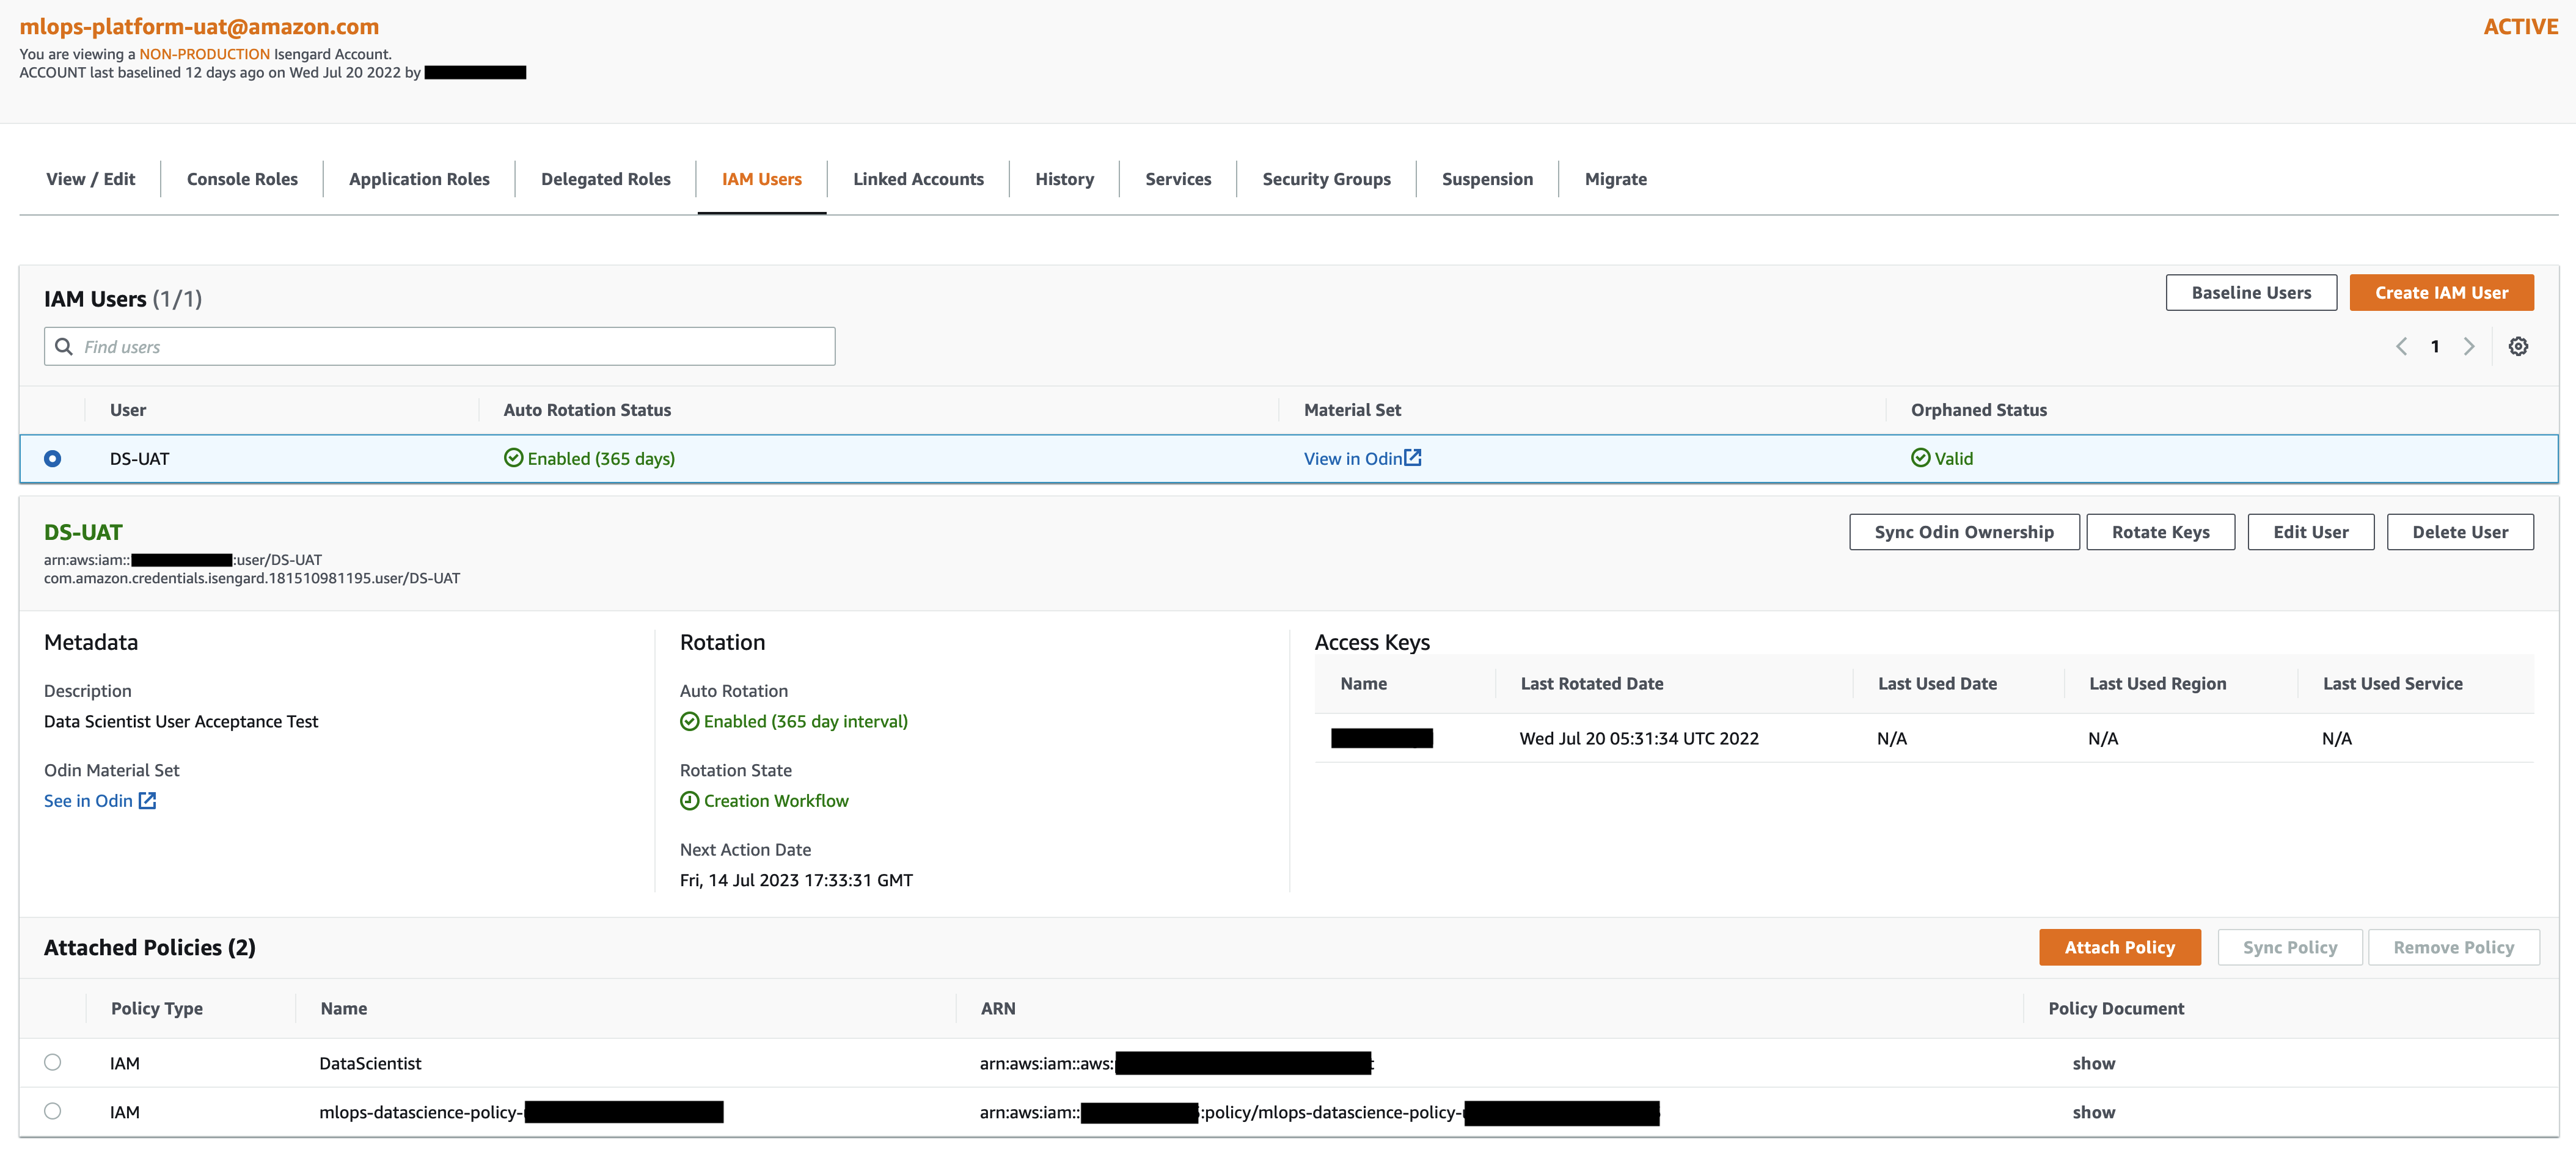 mlops-platform-uat@amazon.com
ACTIVE
You are viewing a NON-PRODUCTION Isengard Account.
ACCOUNT last baselined 12 days ago on Wed Jul 20 2022 by
View / Edit
Console Roles
Application Roles
Delegated Roles
IAM Users
Linked Accounts
History
Services
Security Groups
Suspension
Migrate
IAM Users (1/1)
Baseline Users
Create IAM User
Find users
1
User
Auto Rotation Status
Material Set
Orphaned Status
DS-UAT
Enabled (365 days)
View in Odin
Valid
DS-UAT
Sync Odin Ownership
Rotate Keys
Edit User
Delete User
arn:aws:iam:: :user/DS-UAT
com.amazon.credentials.isengard.181510981195.user/DS-UAT
Metadata
Description
Data Scientist User Acceptance Test
Odin Material Set
See in Odin
Rotation
Auto Rotation
Enabled (365 day interval)
Rotation State
Creation Workflow
Next Action Date
Fri, 14 Jul 2023 17:33:31 GMT
Access Keys
Name
Last Rotated Date
Last Used Date
Last Used Region
Last Used Service
Wed Jul 20 05:31:34 UTC 2022
N/A
N/A
N/A
Attached Policies (2)
Attach Policy
Sync Policy
Remove Policy
Policy Type
Name
ARN
Policy Document
IAM
DataScientist
arn:aws:iam::aws:
show
IAM
mlops-datascience-policy-
arn:aws:iam:: :policy/mlops-datascience-policy-
show